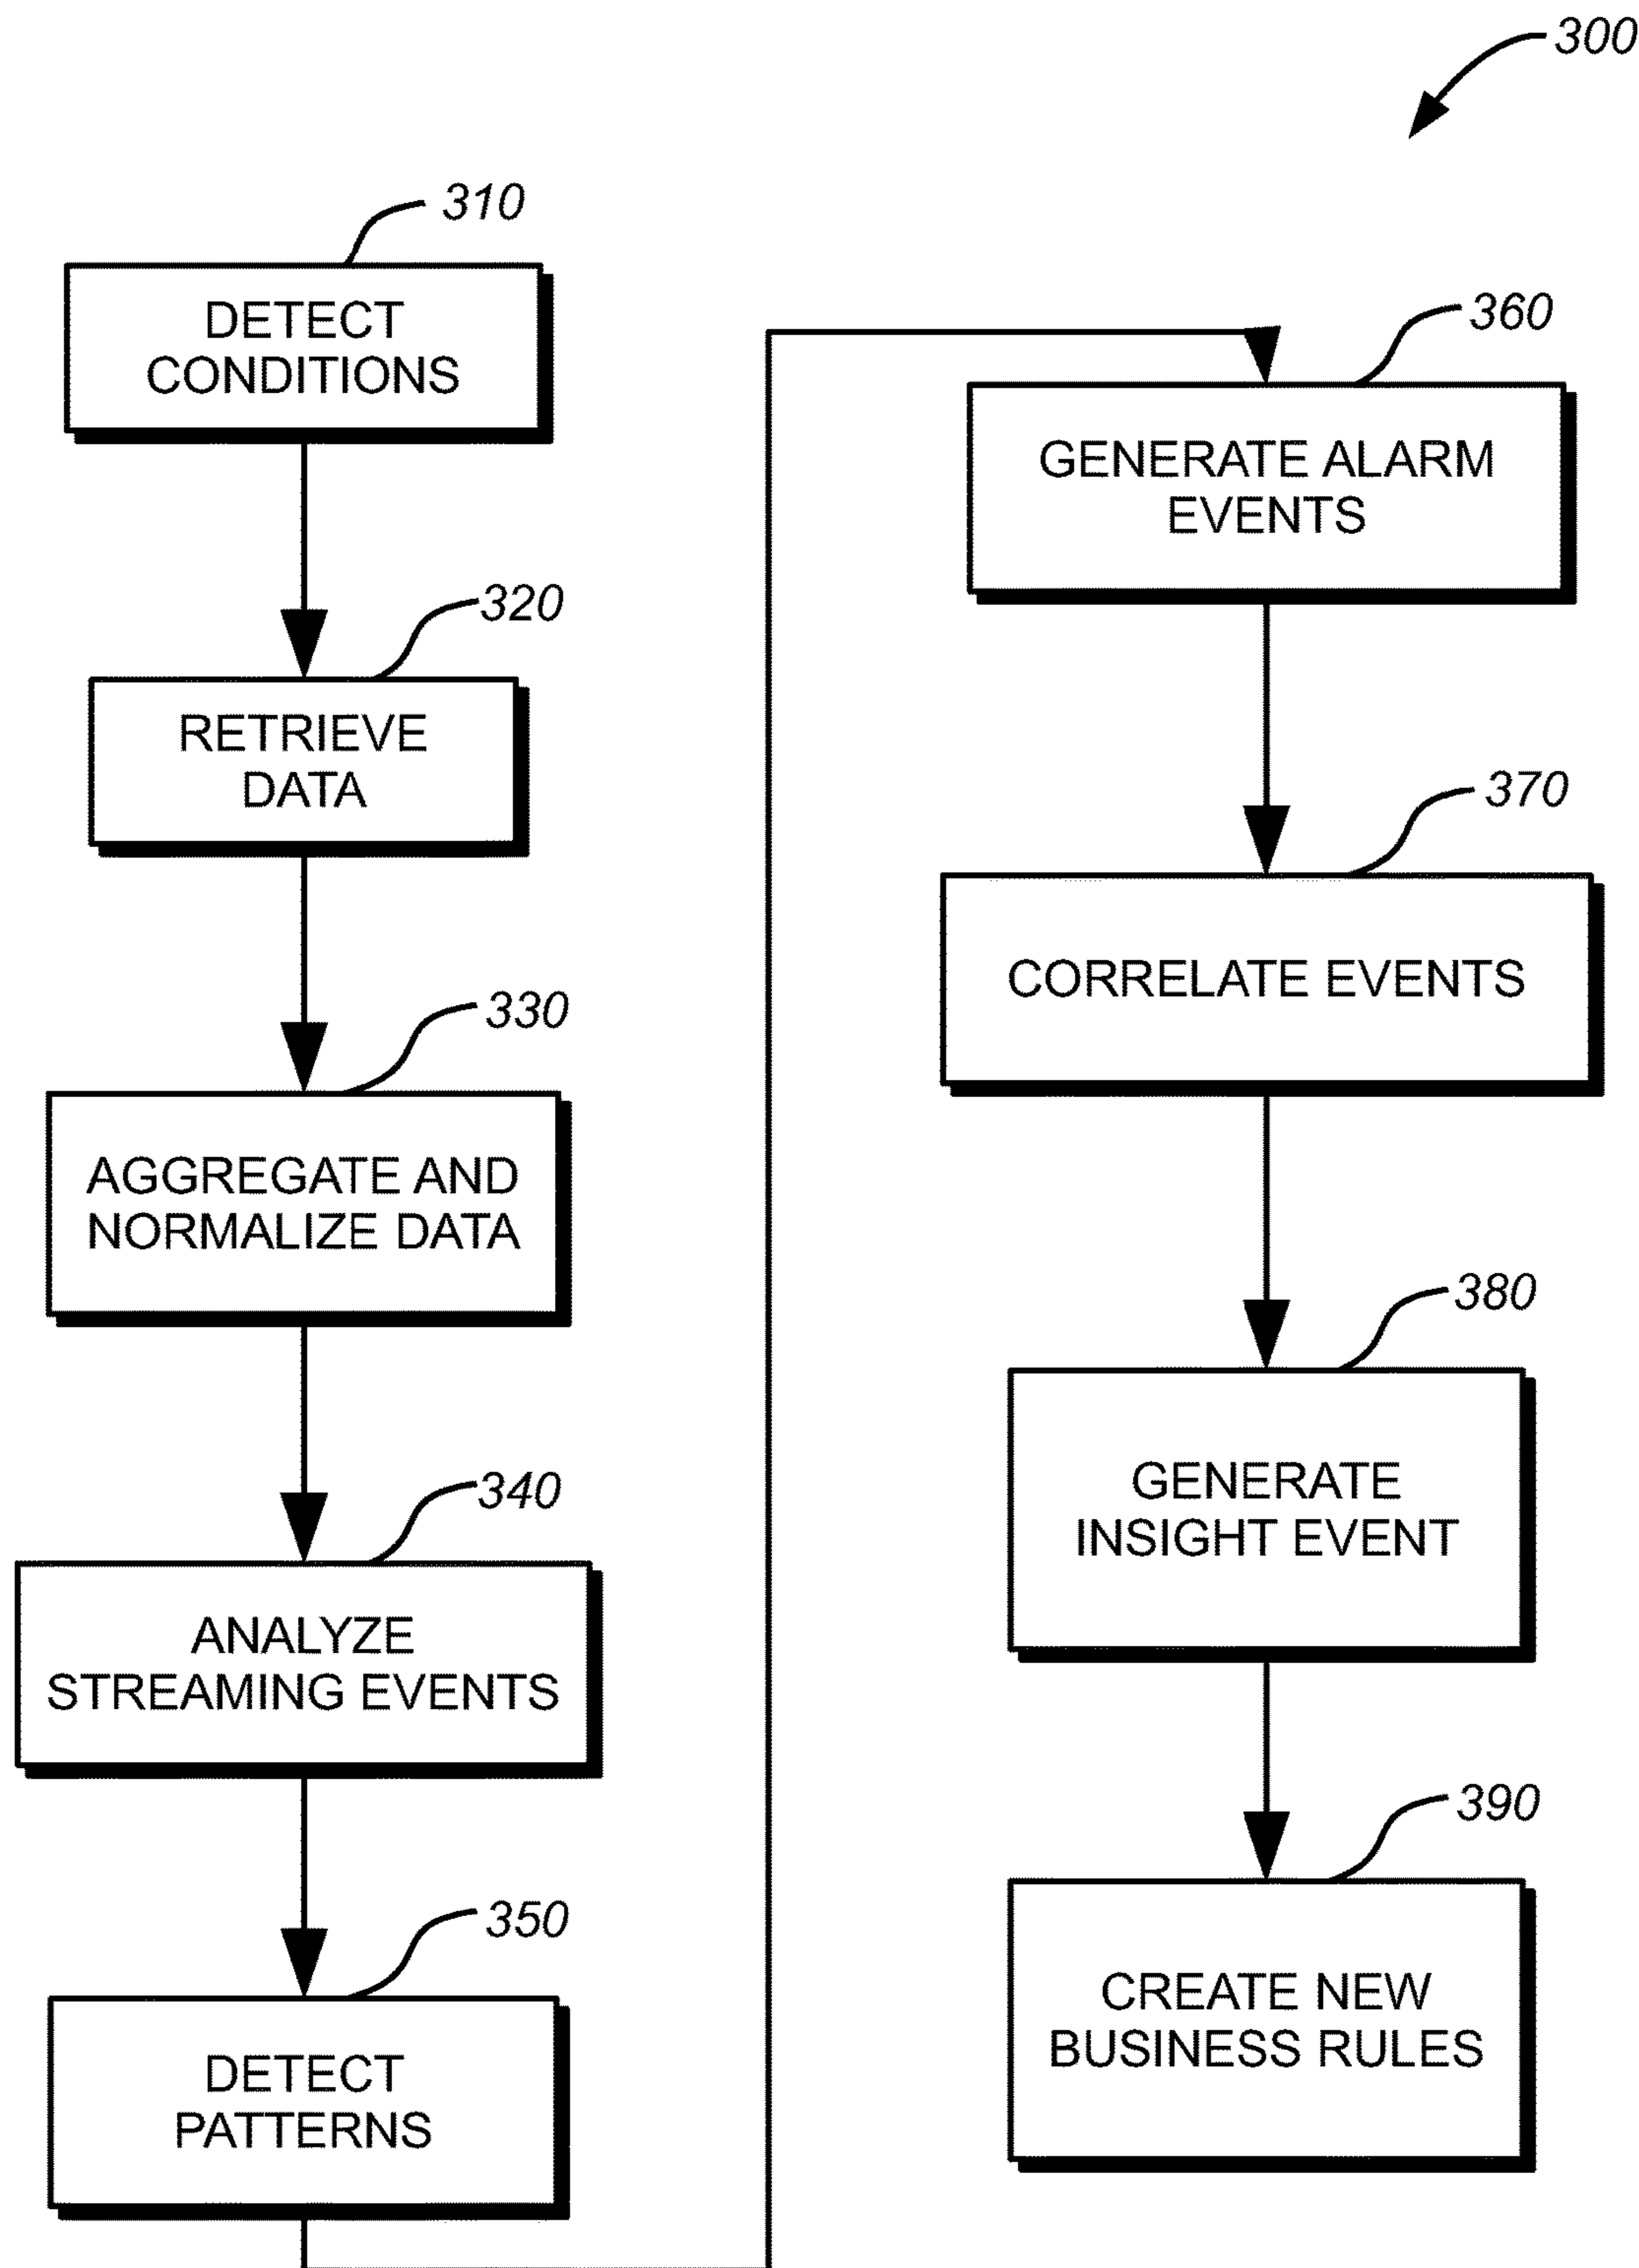 300
310
DETECT
CONDITIONS
320
RETRIEVE
DATA
330
AGGREGATE AND
NORMALIZE DATA
340
ANALYZE
STREAMING EVENTS
350
DETECT
PATTERNS
360
GENERATE ALARM
EVENTS
370
CORRELATE EVENTS
380
GENERATE
INSIGHT EVENT
390
CREATE NEW
BUSINESS RULES